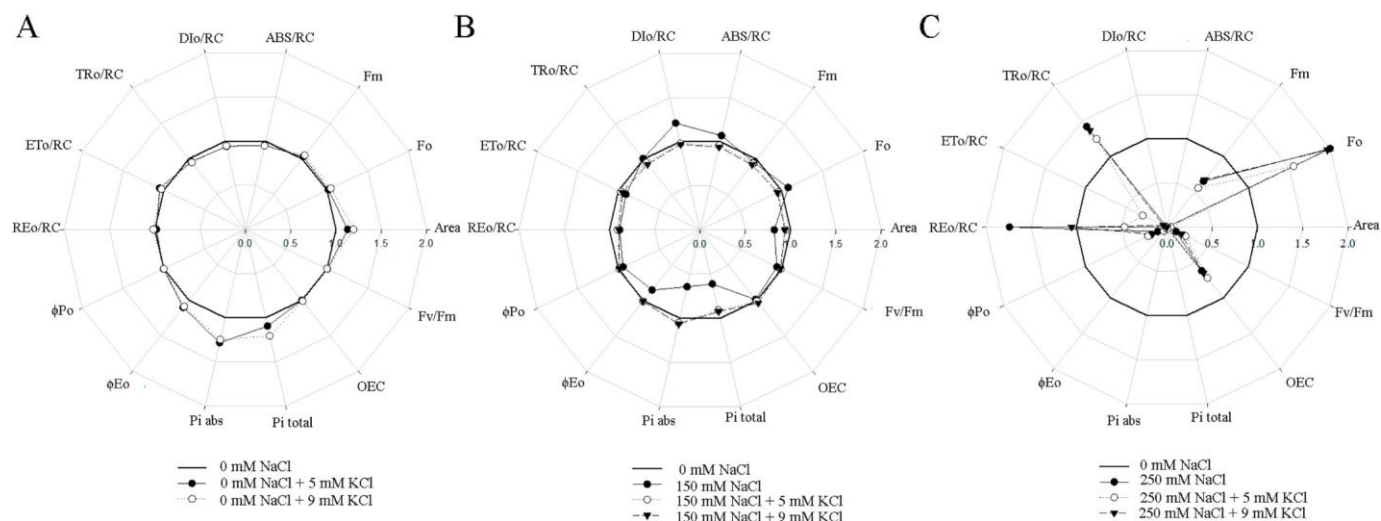 A
DIo/RC
ABS/RC
TRo/RC
Fm
ETo/RC
Fo
REo/RC
Area
0.0 0.5 1.0 1.5 2.0
ϕPo
Fv/Fm
ϕEo
OEC
Pi abs
Pi total
0 mM NaCl
0 mM NaCl + 5 mM KCl
0 mM NaCl + 9 mM KCl
B
DIo/RC
ABS/RC
TRo/RC
Fm
ETo/RC
Fo
REo/RC
Area
0.0 0.5 1.0 1.5 2.0
ϕPo
Fv/Fm
ϕEo
OEC
Pi abs
Pi total
0 mM NaCl
150 mM NaCl
150 mM NaCl + 5 mM KCl
150 mM NaCl + 9 mM KCl
C
DIo/RC
ABS/RC
TRo/RC
Fm
ETo/RC
Fo
REo/RC
Area
0.0 0.5 1.0 1.5 2.0
ϕPo
Fv/Fm
ϕEo
OEC
Pi abs
Pi total
0 mM NaCl
250 mM NaCl
250 mM NaCl + 5 mM KCl
250 mM NaCl + 9 mM KCl